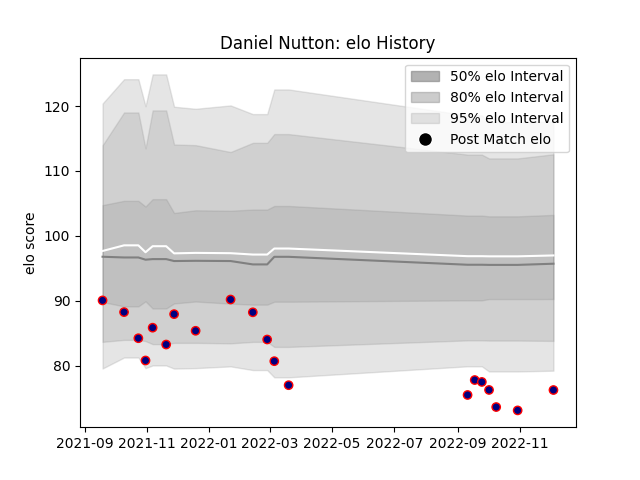 Daniel Nutton: elo History
50% elo Interval
80% elo Interval
95% elo Interval
Post Match elo
elo score
120
110
100
90
80
2021-09 2021-11 2022-01 2022-03 2022-05 2022-07 2022-09 2022-11